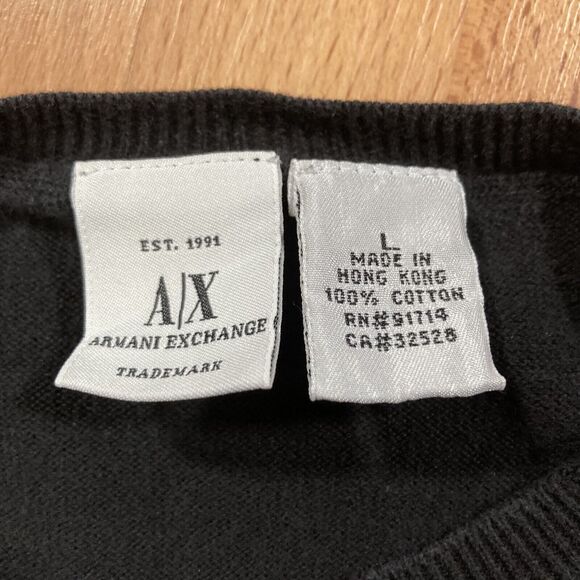 EST. 1991
A|X
ARMANI EXCHANGE
TRADEMARK
L
MADE IN
HONG KONG
100% COTTON
RN#91714
CA#32528